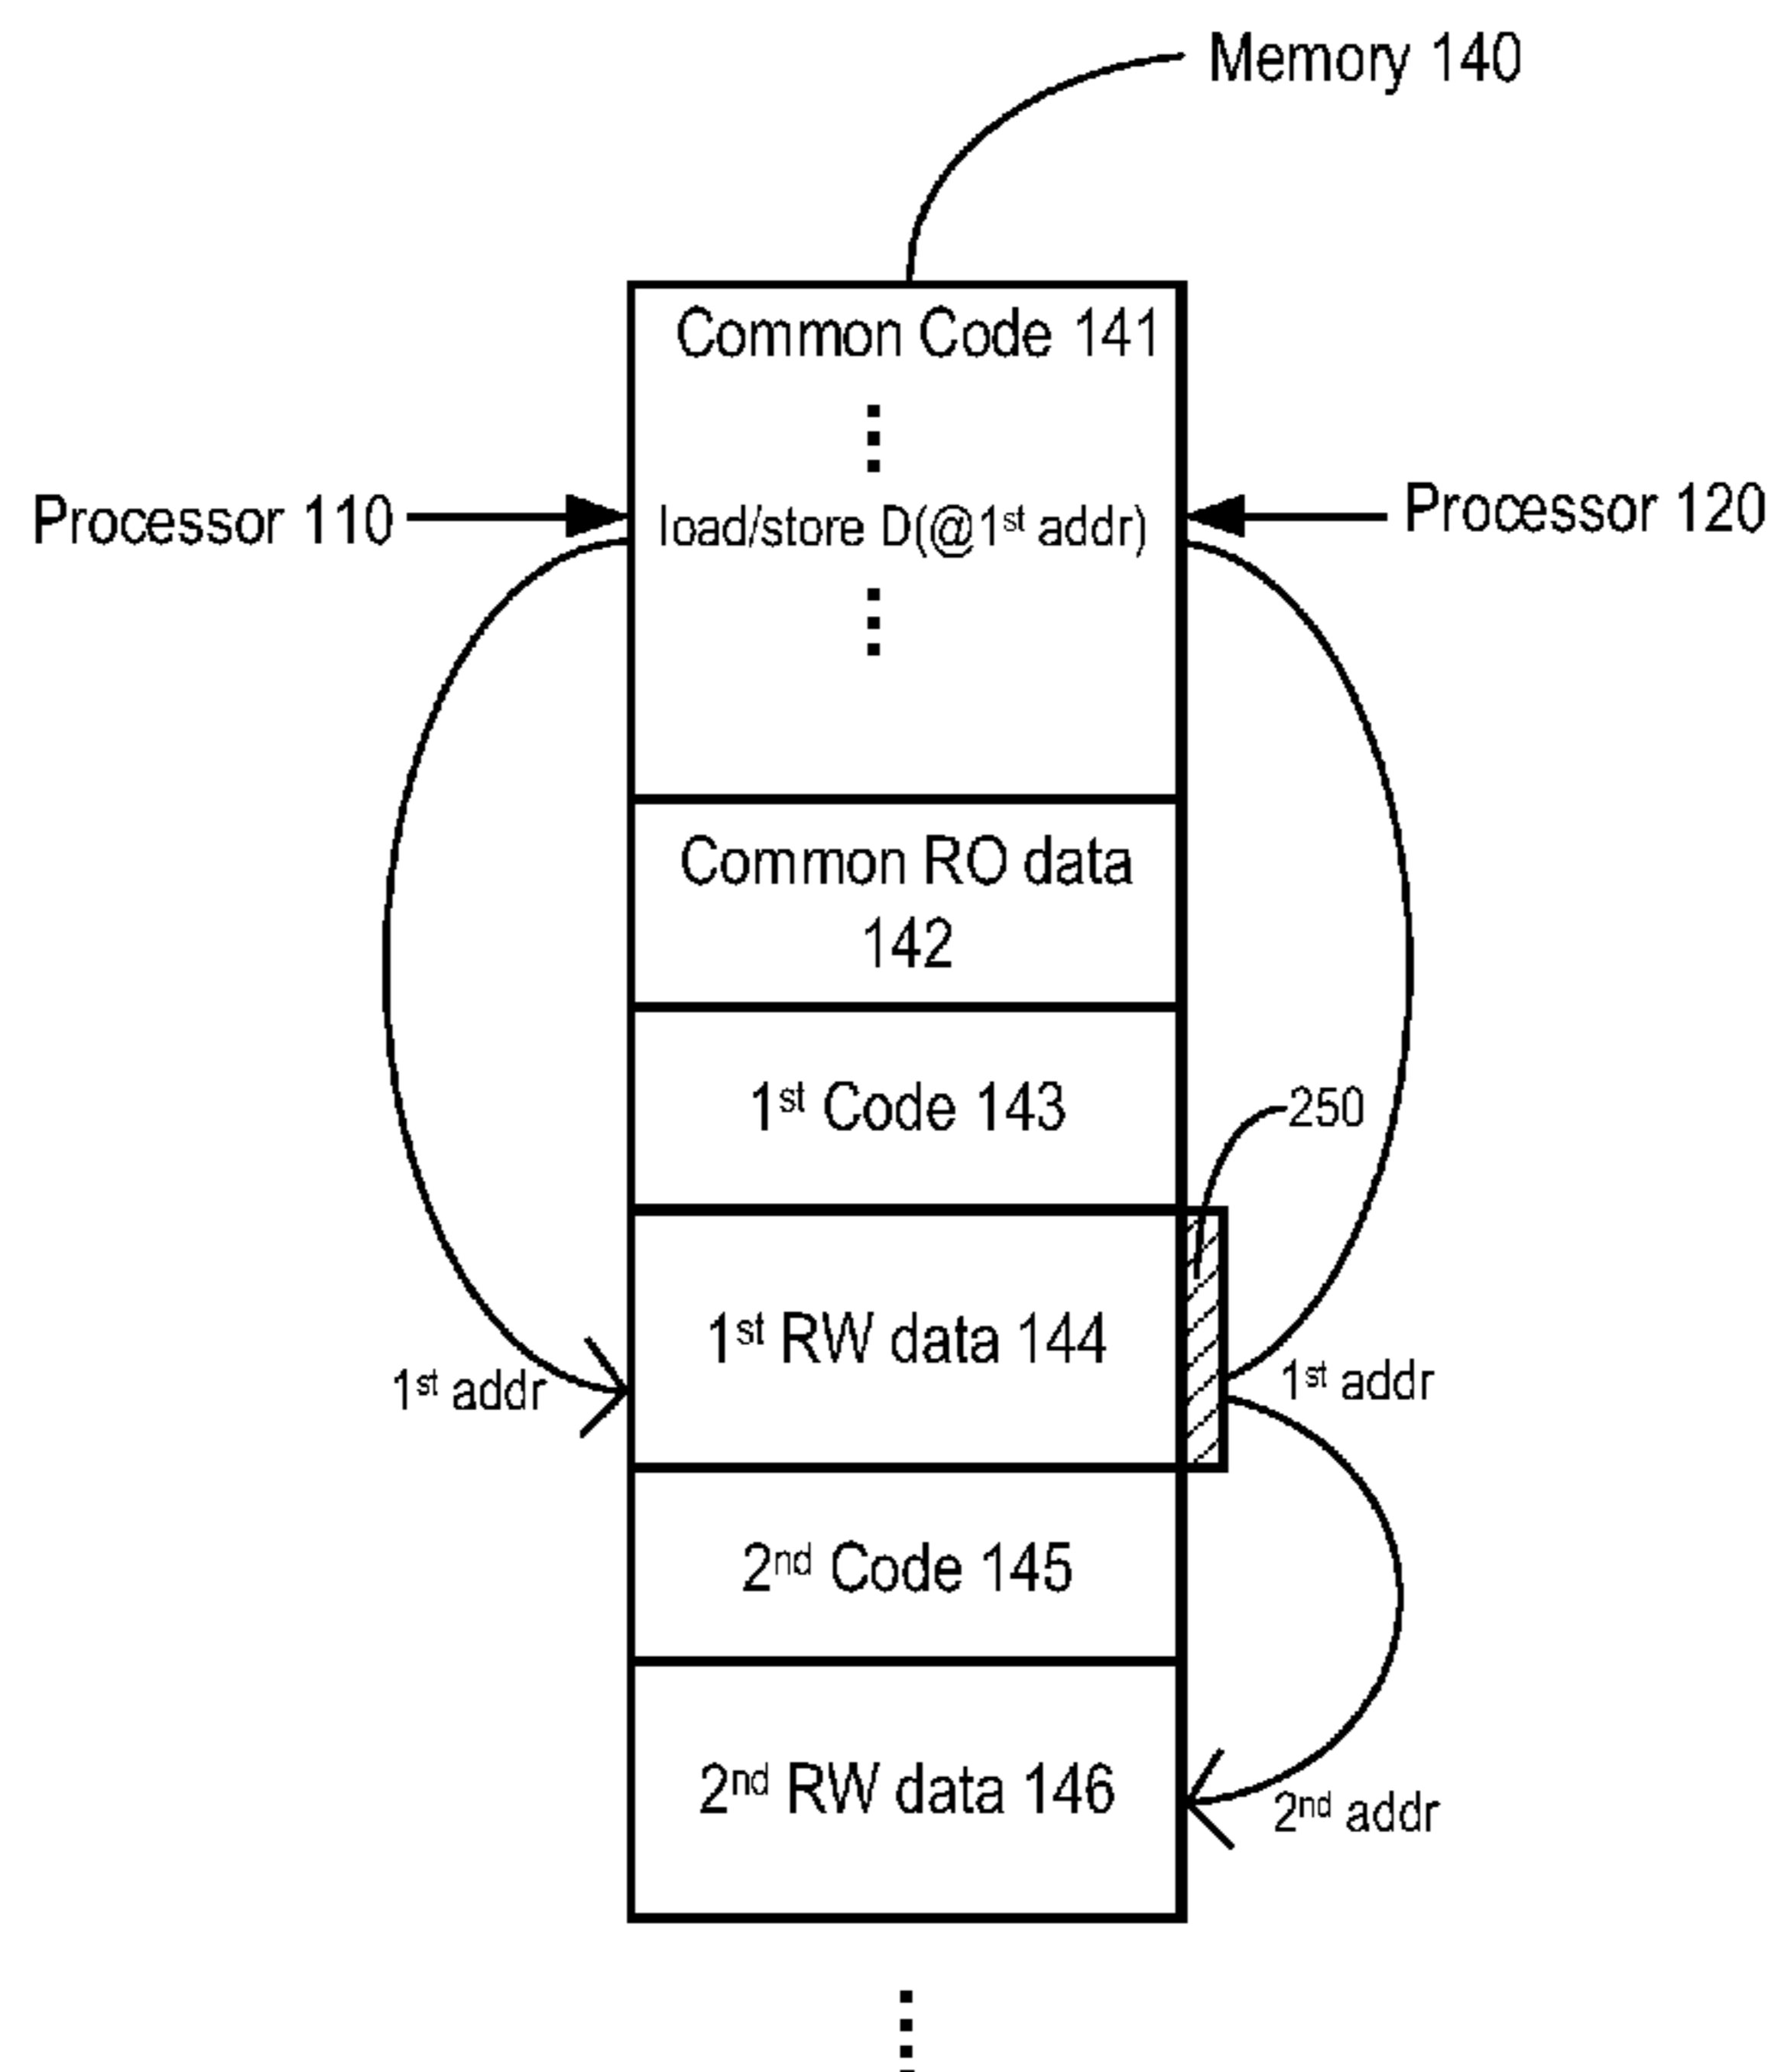 Memory 140
Common Code 141
Processor 110
load/store D(@1st addr)
Processor 120
Common RO data
142
1st Code 143
250
1st RW data 144
1st addr
1st addr
2nd Code 145
2nd RW data 146
2nd addr